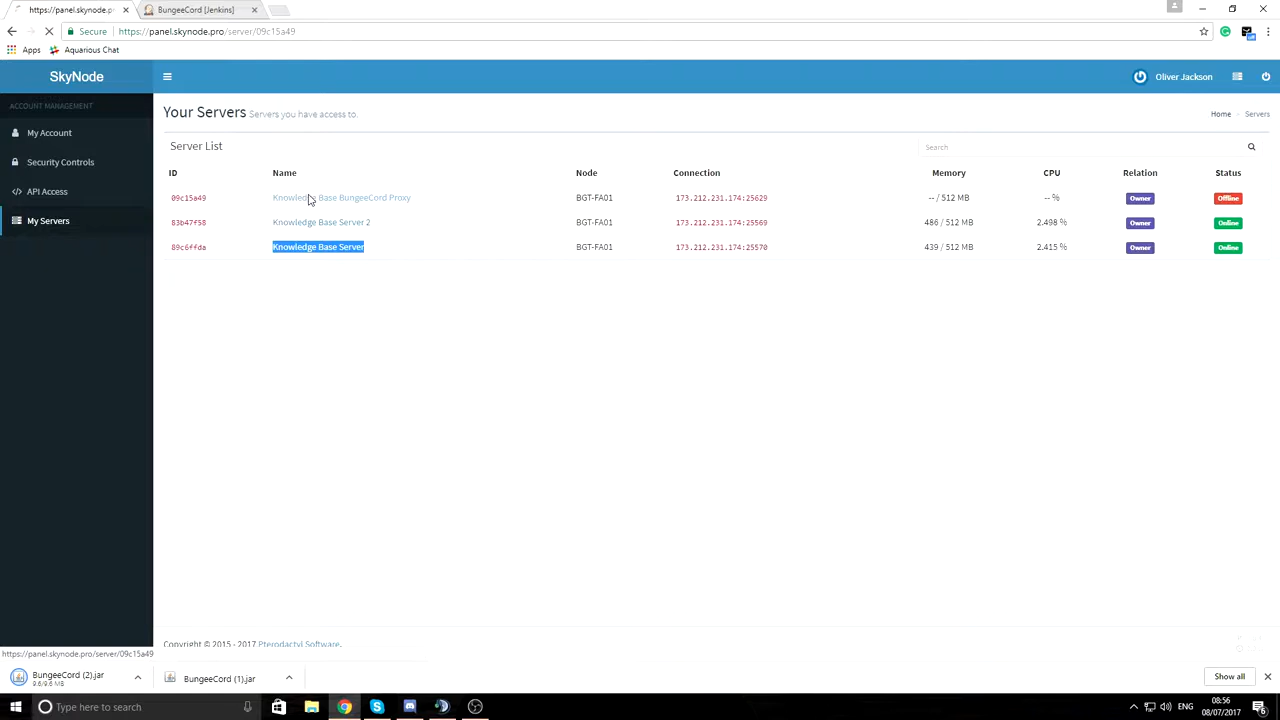 https://panel.skynode.p
BungeeCord [Jenkins]
Secure
https://panel.skynode.pro/server/09c15a49
Apps
Aquarious Chat
SkyNode
Oliver Jackson
ACCOUNT MANAGEMENT
My Account
Security Controls
API Access
My Servers
Your Servers Servers you have access to.
Home
Servers
Server List
Search
ID Name Node Connection Memory CPU Relation Status
09c15a49 Knowledge Base BungeeCord Proxy BGT-FA01 173.212.231.174:25629 -- / 512 MB -- % Owner Offline
83b47f58 Knowledge Base Server 2 BGT-FA01 173.212.231.174:25569 486 / 512 MB 2.498 % Owner Online
89c6ffda Knowledge Base Server BGT-FA01 173.212.231.174:25570 439 / 512 MB 2.415 % Owner Online
Copyright © 2015 - 2017 Pterodactyl Software.
https://panel.skynode.pro/server/09c15a49
BungeeCord (2).jar
9.6/9.6 MB
BungeeCord (1).jar
Show all
Type here to search
ENG
08:56
08/07/2017